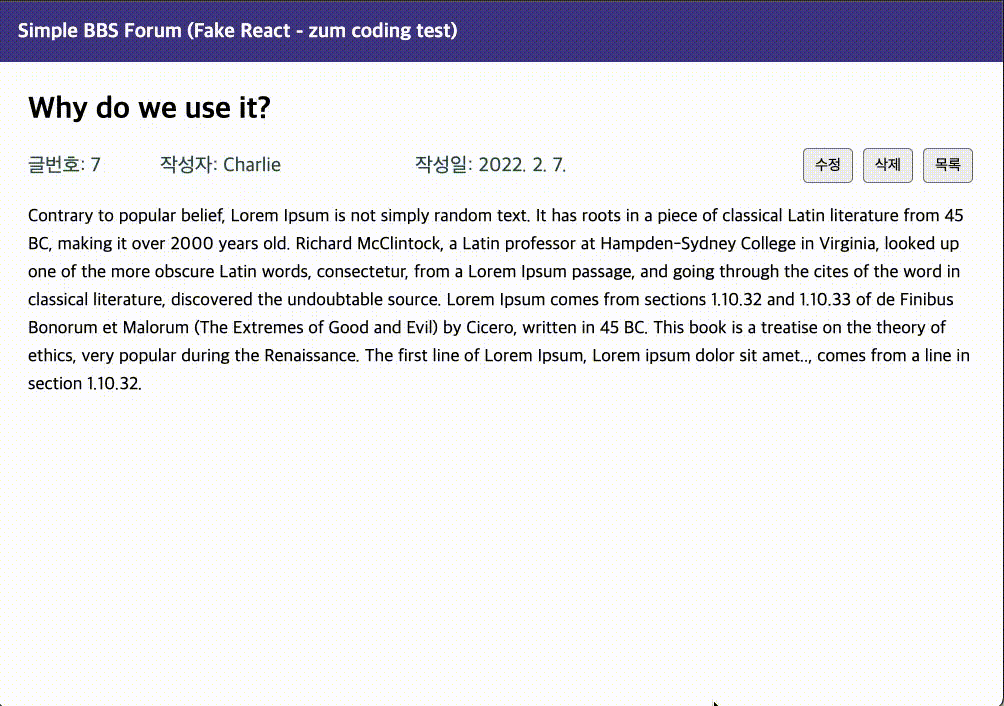 Simple BBS Forum (Fake React - zum coding test)
Why do we use it?
글번호: 7 작성자: Charlie 작성일: 2022. 2. 7. 수정 삭제 목록
Contrary to popular belief, Lorem Ipsum is not simply random text. It has roots in a piece of classical Latin literature from 45
BC, making it over 2000 years old. Richard McClintock, a Latin professor at Hampden-Sydney College in Virginia, looked up
one of the more obscure Latin words, consectetur, from a Lorem Ipsum passage, and going through the cites of the word in
classical literature, discovered the undoubtable source. Lorem Ipsum comes from sections 1.10.32 and 1.10.33 of de Finibus
Bonorum et Malorum (The Extremes of Good and Evil) by Cicero, written in 45 BC. This book is a treatise on the theory of
ethics, very popular during the Renaissance. The first line of Lorem Ipsum, Lorem ipsum dolor sit amet.., comes from a line in
section 1.10.32.